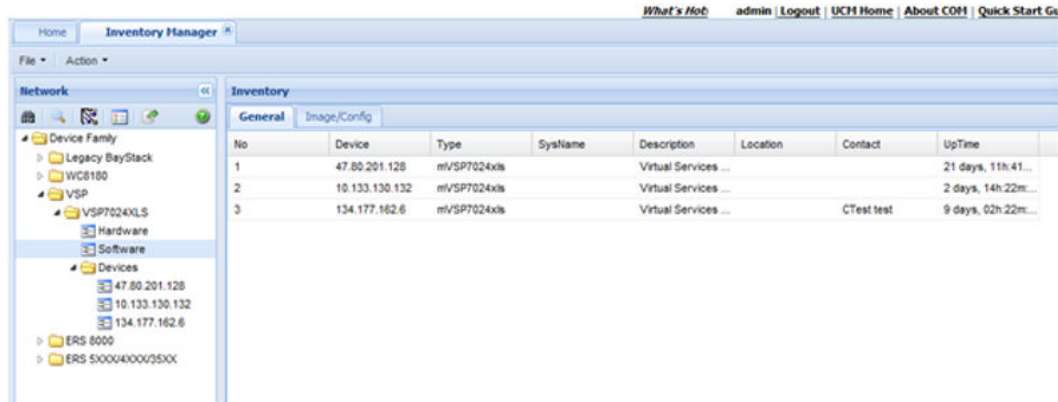 What's Hot: admin | Logout | UCM Home | About COM | Quick Start Gu
Home Inventory Manager
File Action
Network Inventory
General Image/Config
Device Family
Legacy BayStack
WC8180
VSP
VSP7024XLS
Hardware
Software
Devices
47.80.201.128
10.133.130.132
134.177.162.6
ERS 8000
ERS 5XXX/4XXX/35XX
No Device Type SysName Description Location Contact UpTime
1 47.80.201.128 mVSP7024xls Virtual Services ... 21 days, 11h:41...
2 10.133.130.132 mVSP7024xls Virtual Services ... 2 days, 14h:22m:...
3 134.177.162.6 mVSP7024xls Virtual Services ... CTest test 9 days, 02h:22m:...